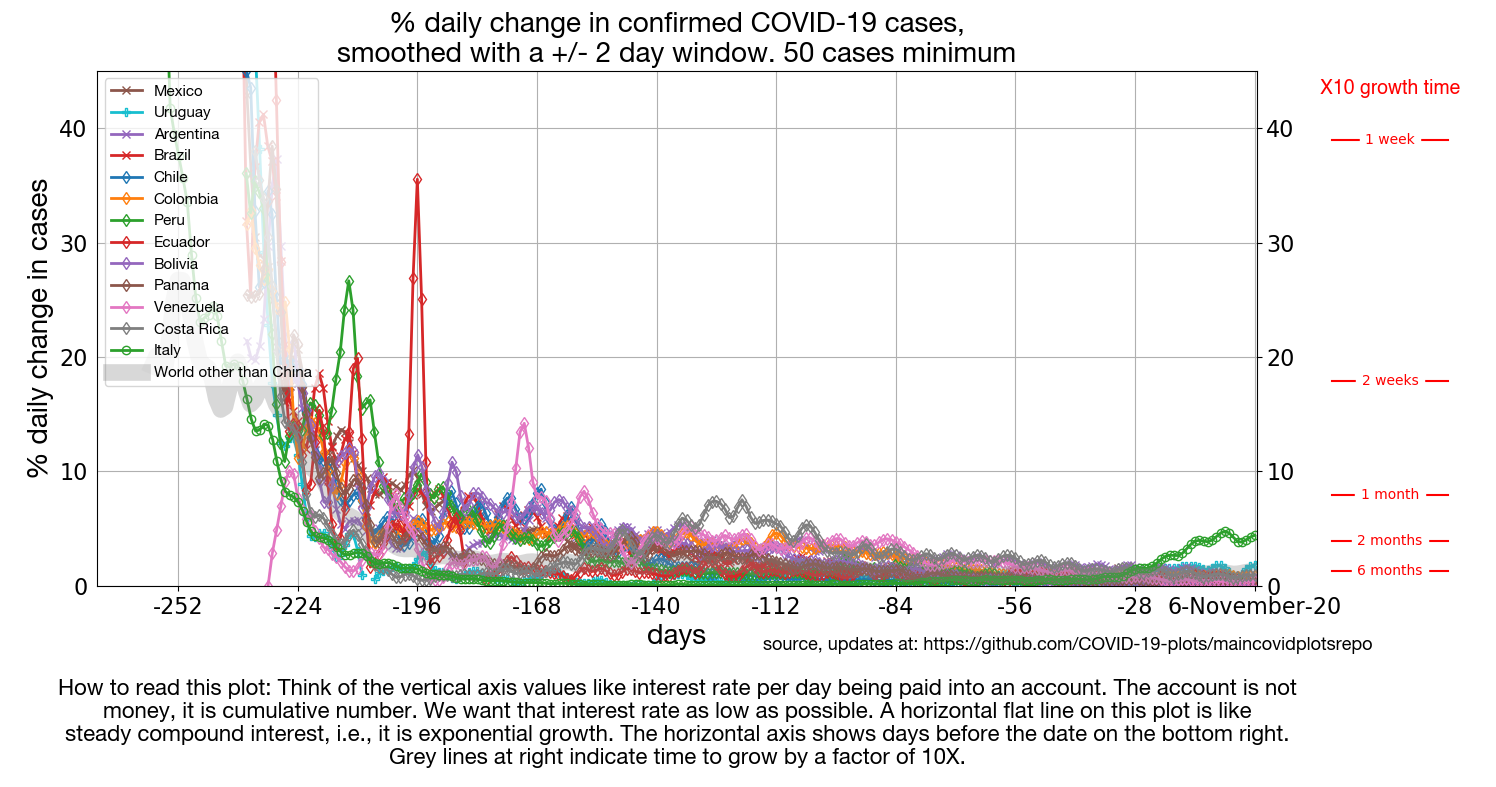 % daily change in confirmed COVID-19 cases,
smoothed with a +/- 2 day window. 50 cases minimum
X10 growth time
Mexico
Uruguay
Argentina
Brazil
Chile
Colombia
Peru
Ecuador
Bolivia
Panama
Venezuela
Costa Rica
Italy
World other than China
% daily change in cases
40
30
20
10
0
40
30
20
10
0
1 week
2 weeks
1 month
2 months
6 months
-252 -224 -196 -168 -140 -112 -84 -56 -28 6-November-20
days
source, updates at: https://github.com/COVID-19-plots/maincovidplotsrepo
How to read this plot: Think of the vertical axis values like interest rate per day being paid into an account. The account is not
money, it is cumulative number. We want that interest rate as low as possible. A horizontal flat line on this plot is like
steady compound interest, i.e., it is exponential growth. The horizontal axis shows days before the date on the bottom right.
Grey lines at right indicate time to grow by a factor of 10X.